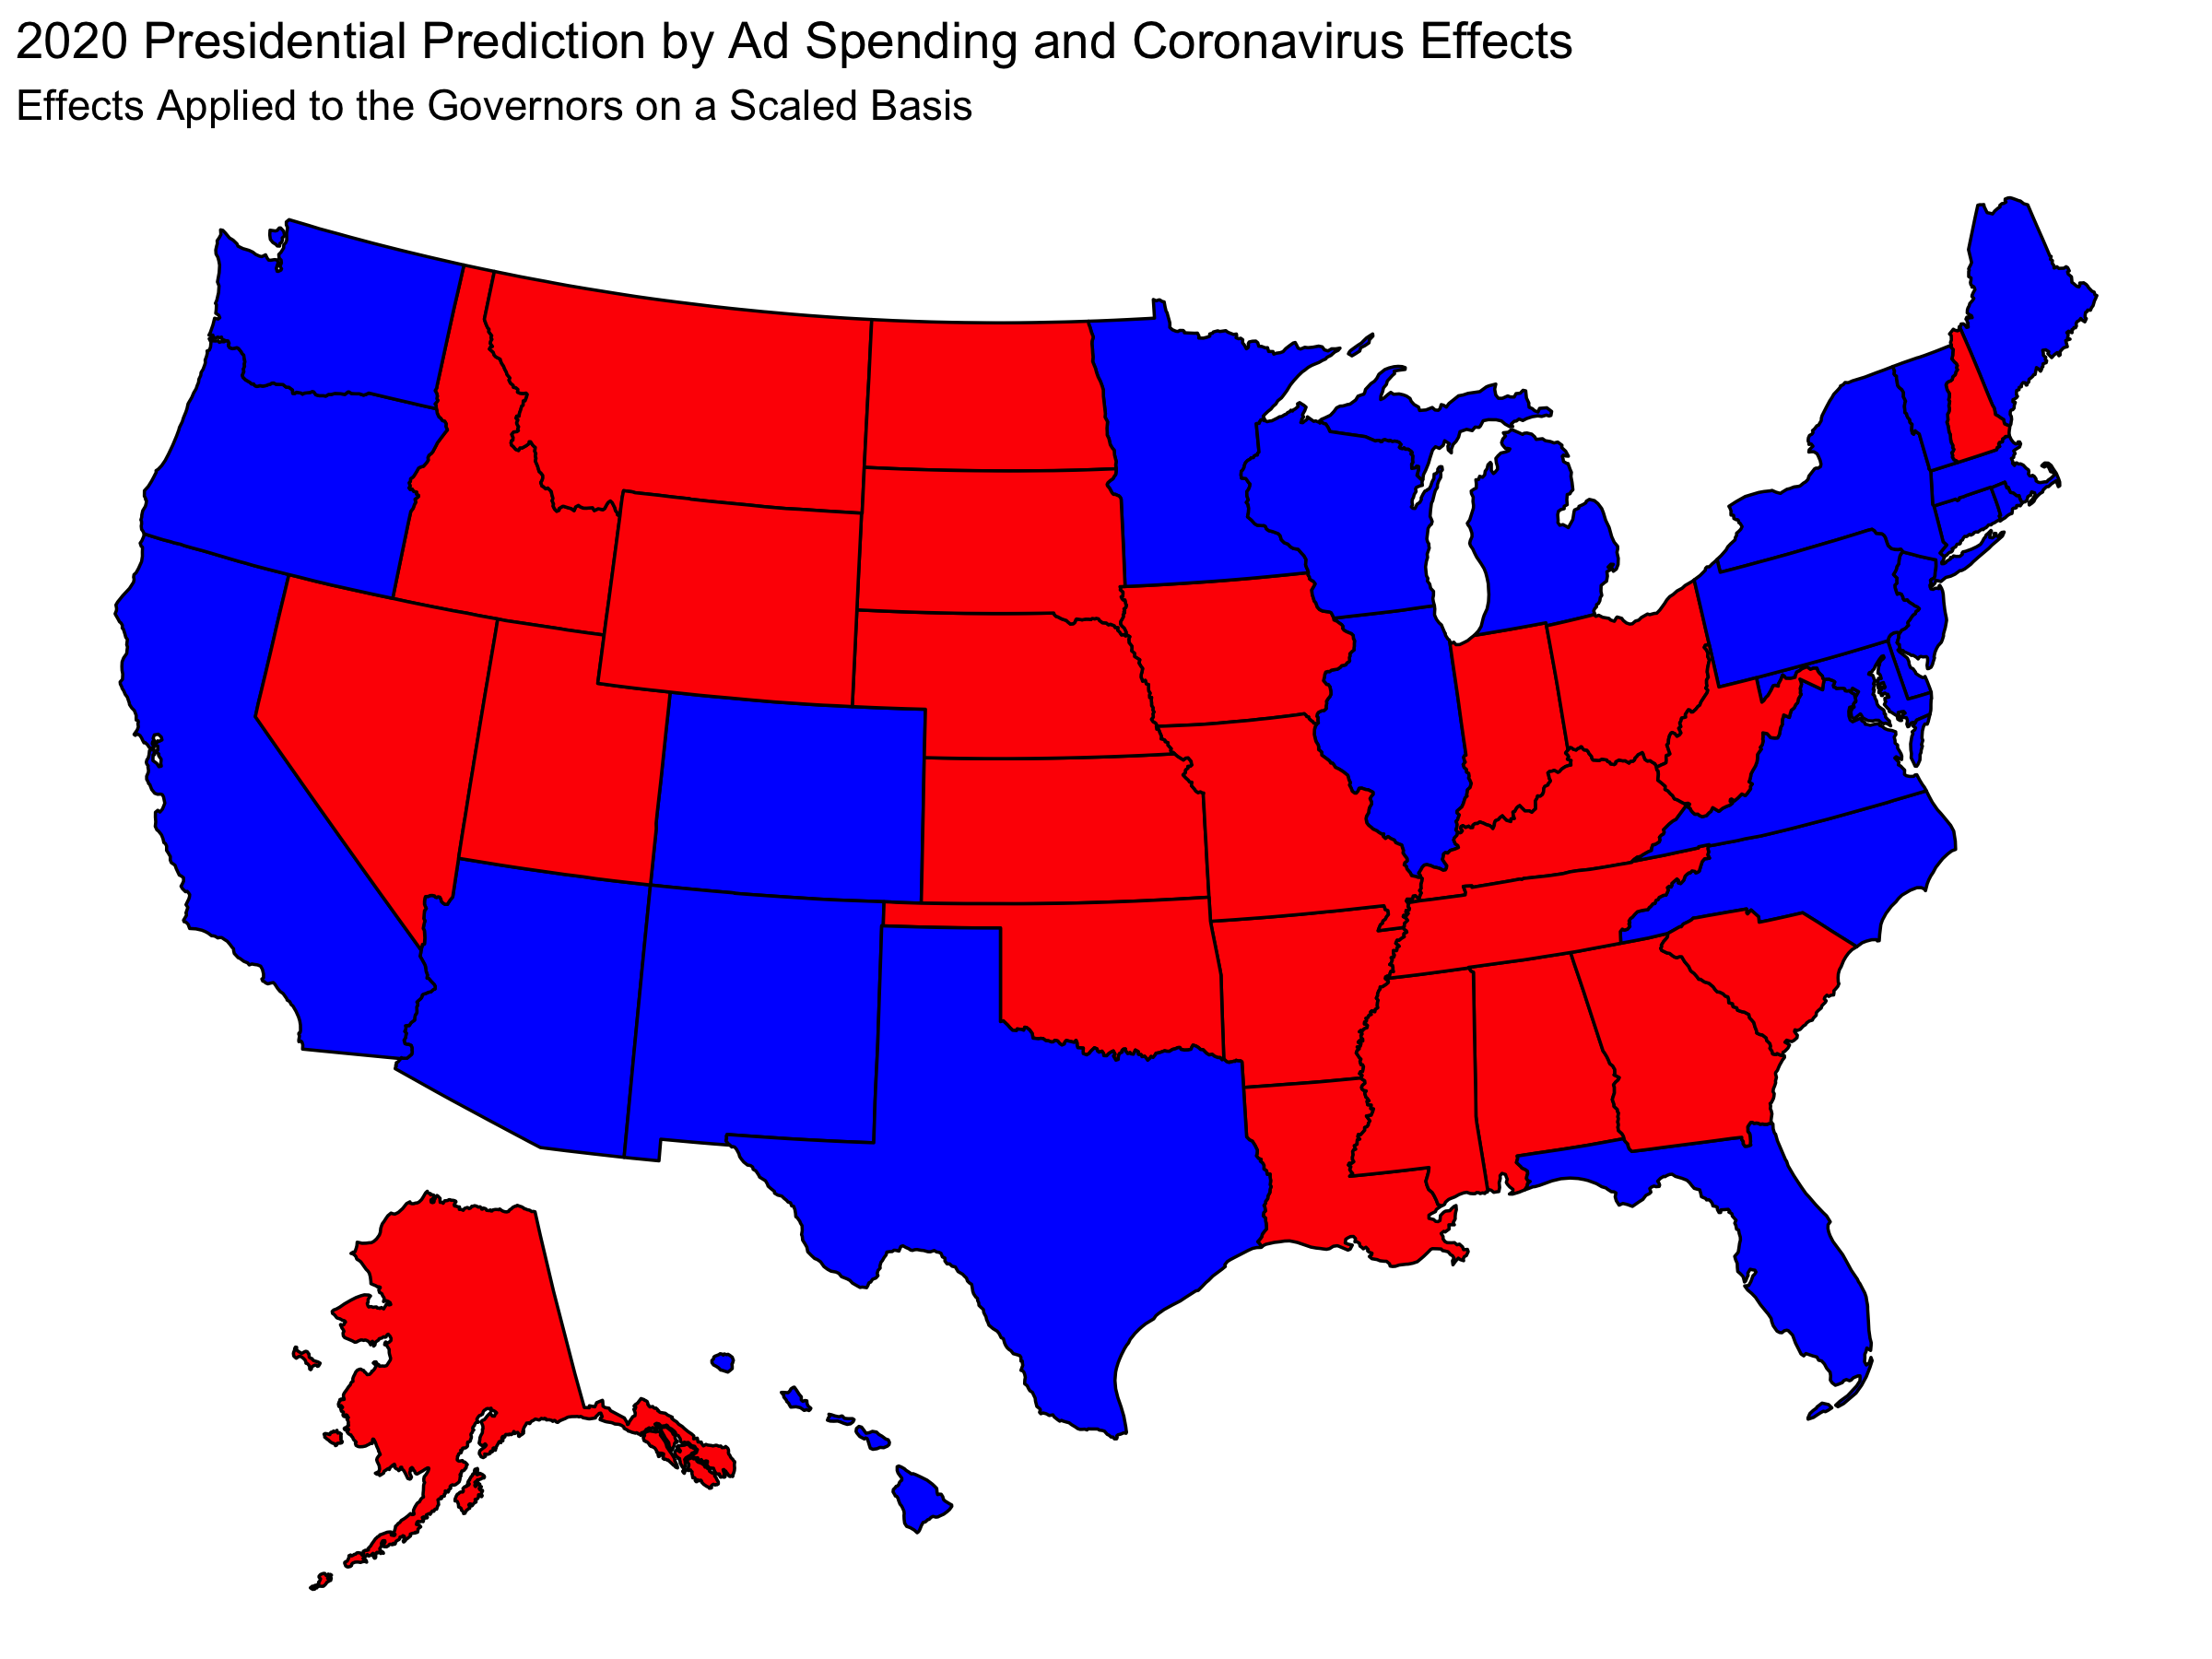 2020 Presidential Prediction by Ad Spending and Coronavirus Effects
Effects Applied to the Governors on a Scaled Basis